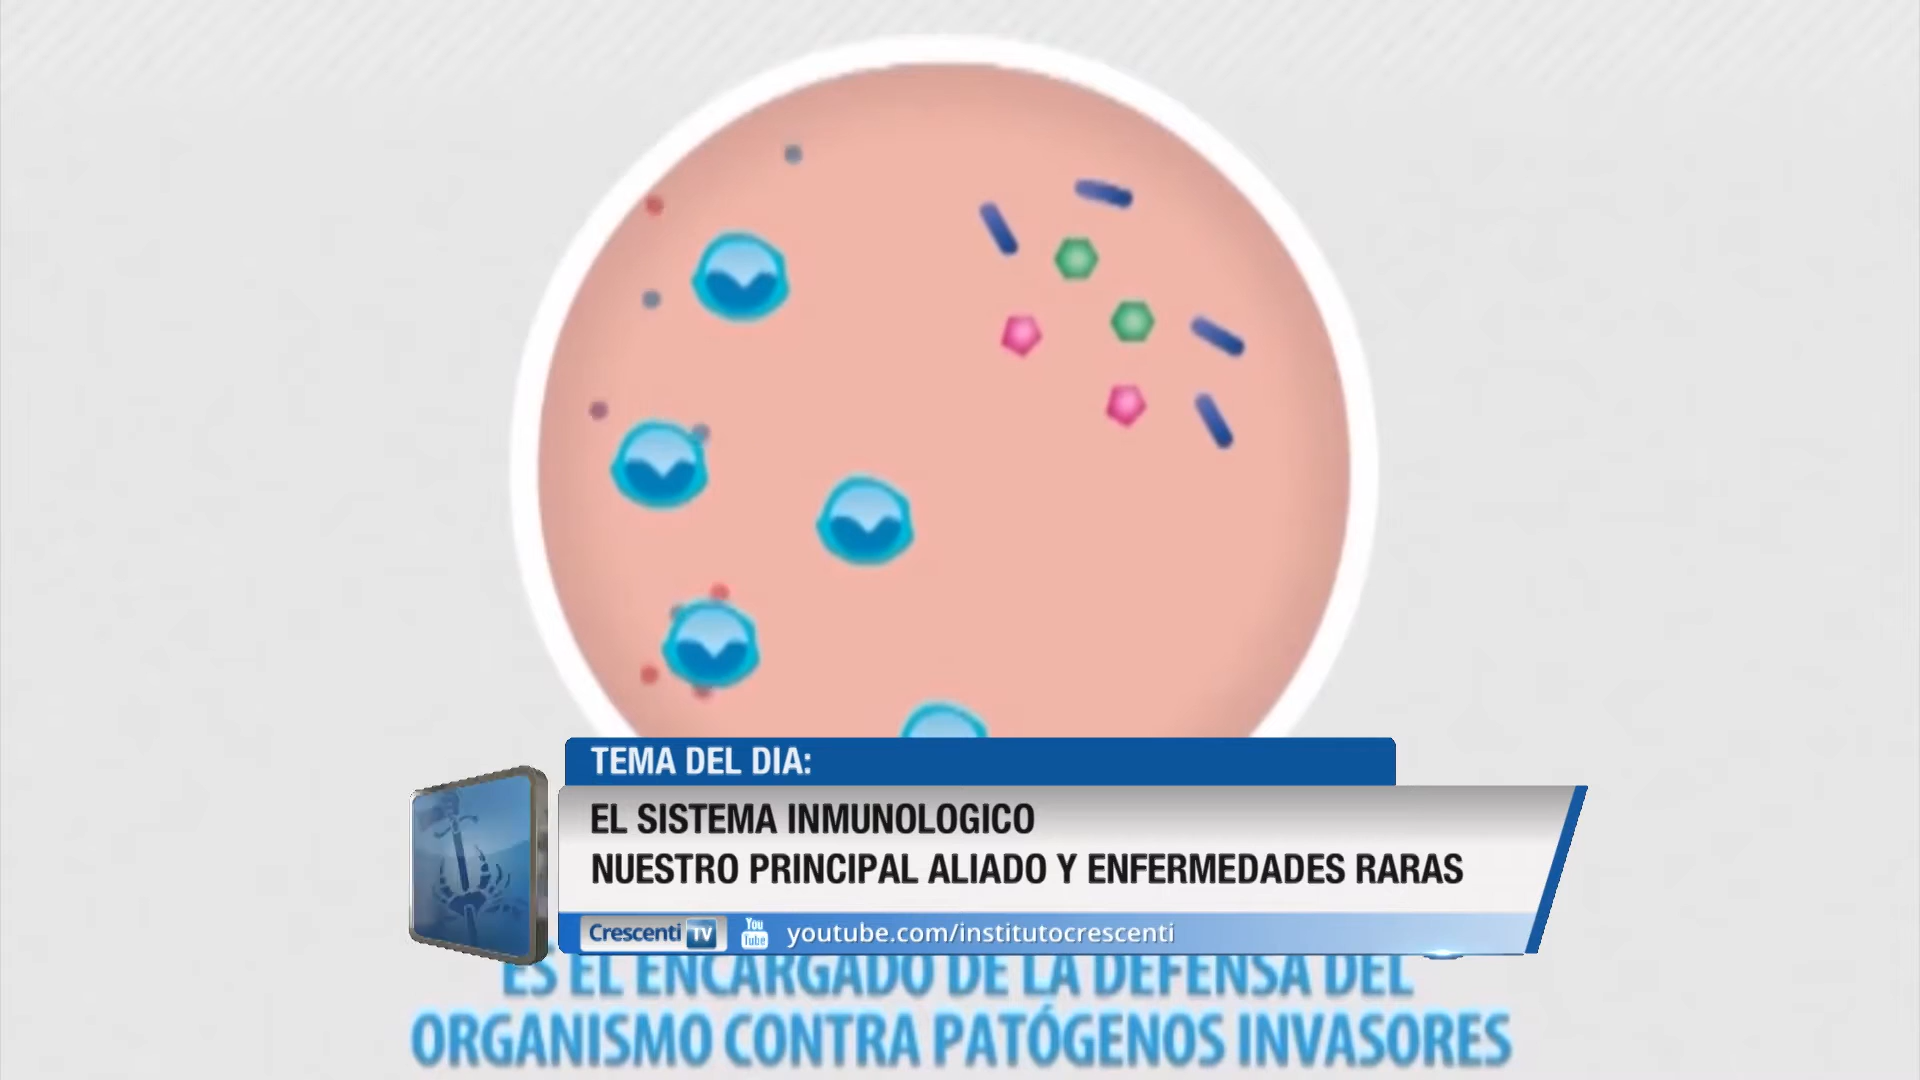 TEMA DEL DIA:
EL SISTEMA INMUNOLOGICO
NUESTRO PRINCIPAL ALIADO Y ENFERMEDADES RARAS
Crescenti TV You Tube youtube.com/institutocrescenti
ES EL ENCARGADO DE LA DEFENSA DEL
ORGANISMO CONTRA PATÓGENOS INVASORES